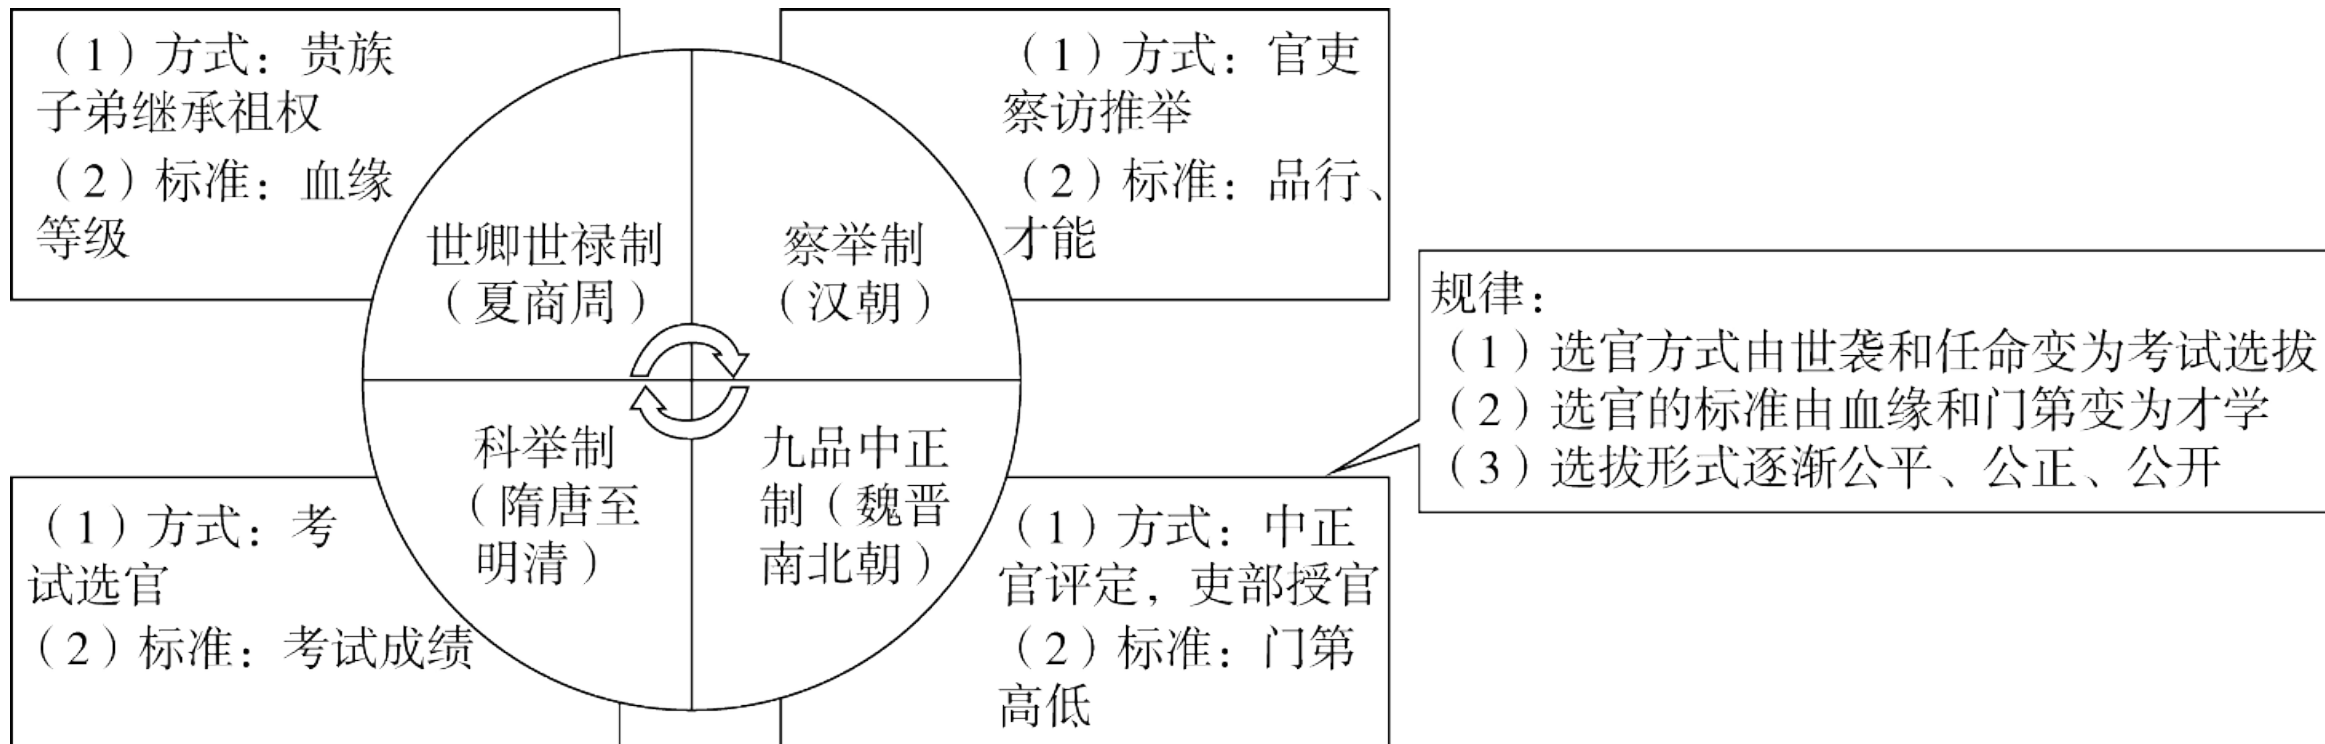 （1）方式：贵族
子弟继承祖权
（2）标准：血缘
等级
世卿世禄制
（夏商周）
（1）方式：官吏
察访推举
（2）标准：品行、
才能
察举制
（汉朝）
规律：
（1）选官方式由世袭和任命变为考试选拔
（2）选官的标准由血缘和门第变为才学
（3）选拔形式逐渐公平、公正、公开
科举制
（隋唐至
明清）
（1）方式：考
试选官
（2）标准：考试成绩
九品中正
制（魏晋
南北朝）
（1）方式：中正
官评定，吏部授官
（2）标准：门第
高低